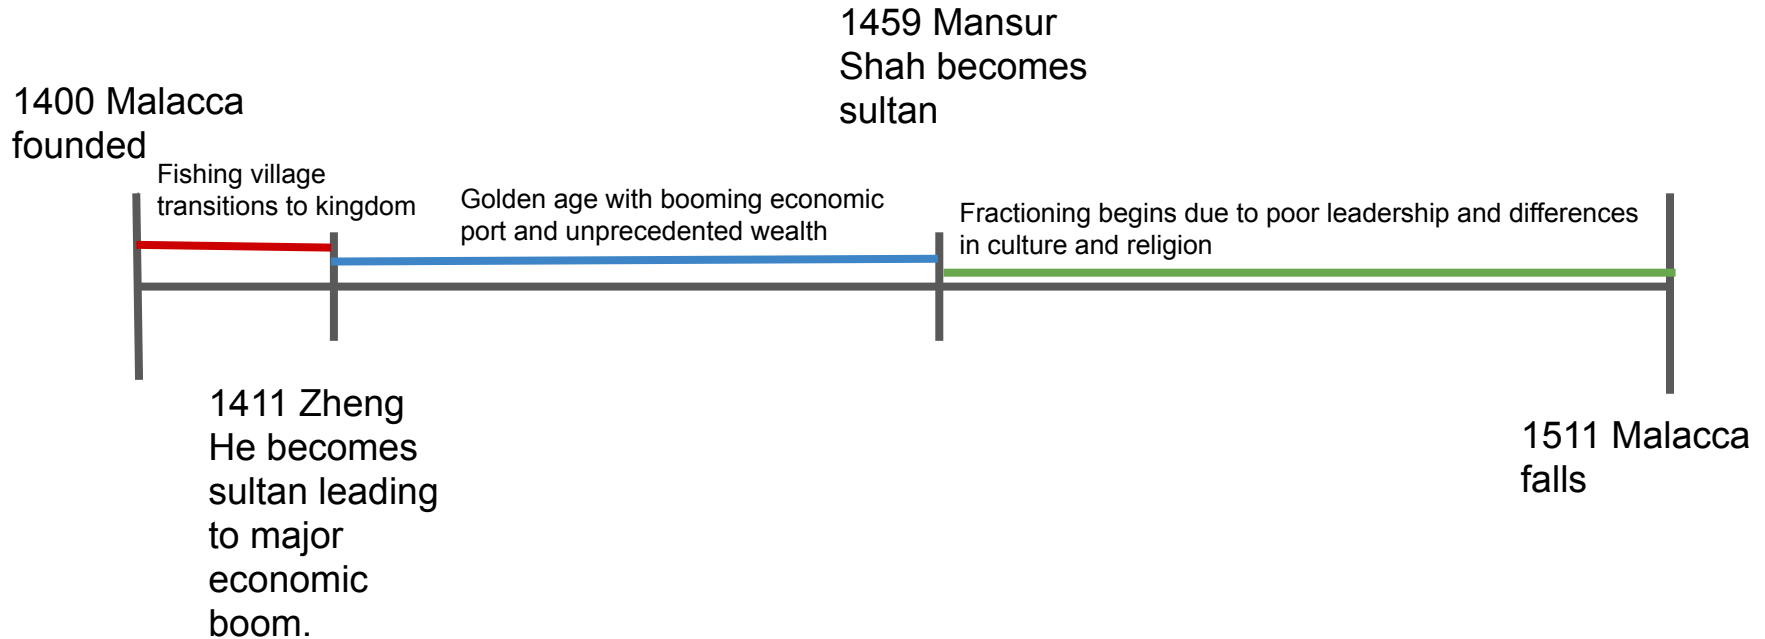 1459 Mansur
Shah becomes
sultan
1400 Malacca
founded
Fishing village
transitions to kingdom
Golden age with booming economic
port and unprecedented wealth
Fractioning begins due to poor leadership and differences
in culture and religion
1411 Zheng
He becomes
sultan leading
to major
economic
boom.
1511 Malacca
falls